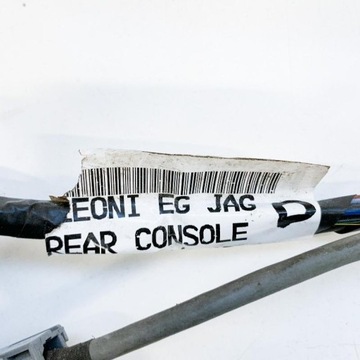 LEONI EG JAG D
REAR CONSOLE